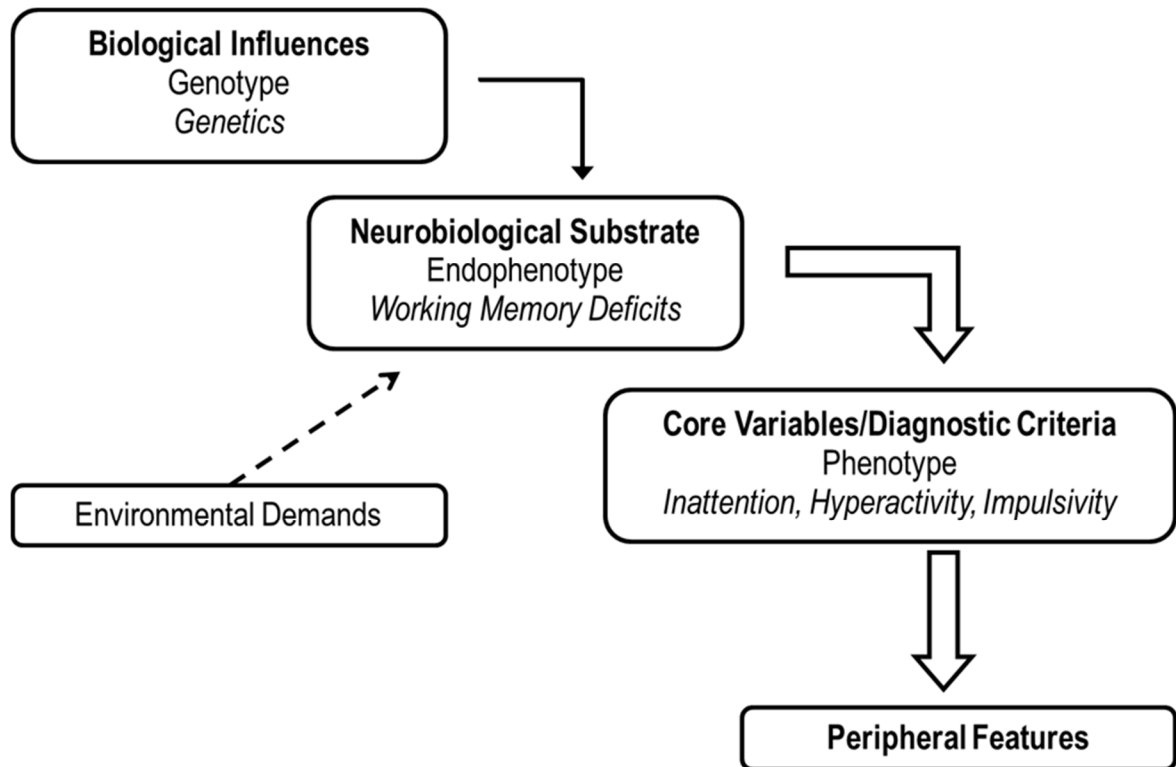 Biological Influences
Genotype
Genetics
Neurobiological Substrate
Endophenotype
Working Memory Deficits
Environmental Demands
Core Variables/Diagnostic Criteria
Phenotype
Inattention, Hyperactivity, Impulsivity
Peripheral Features